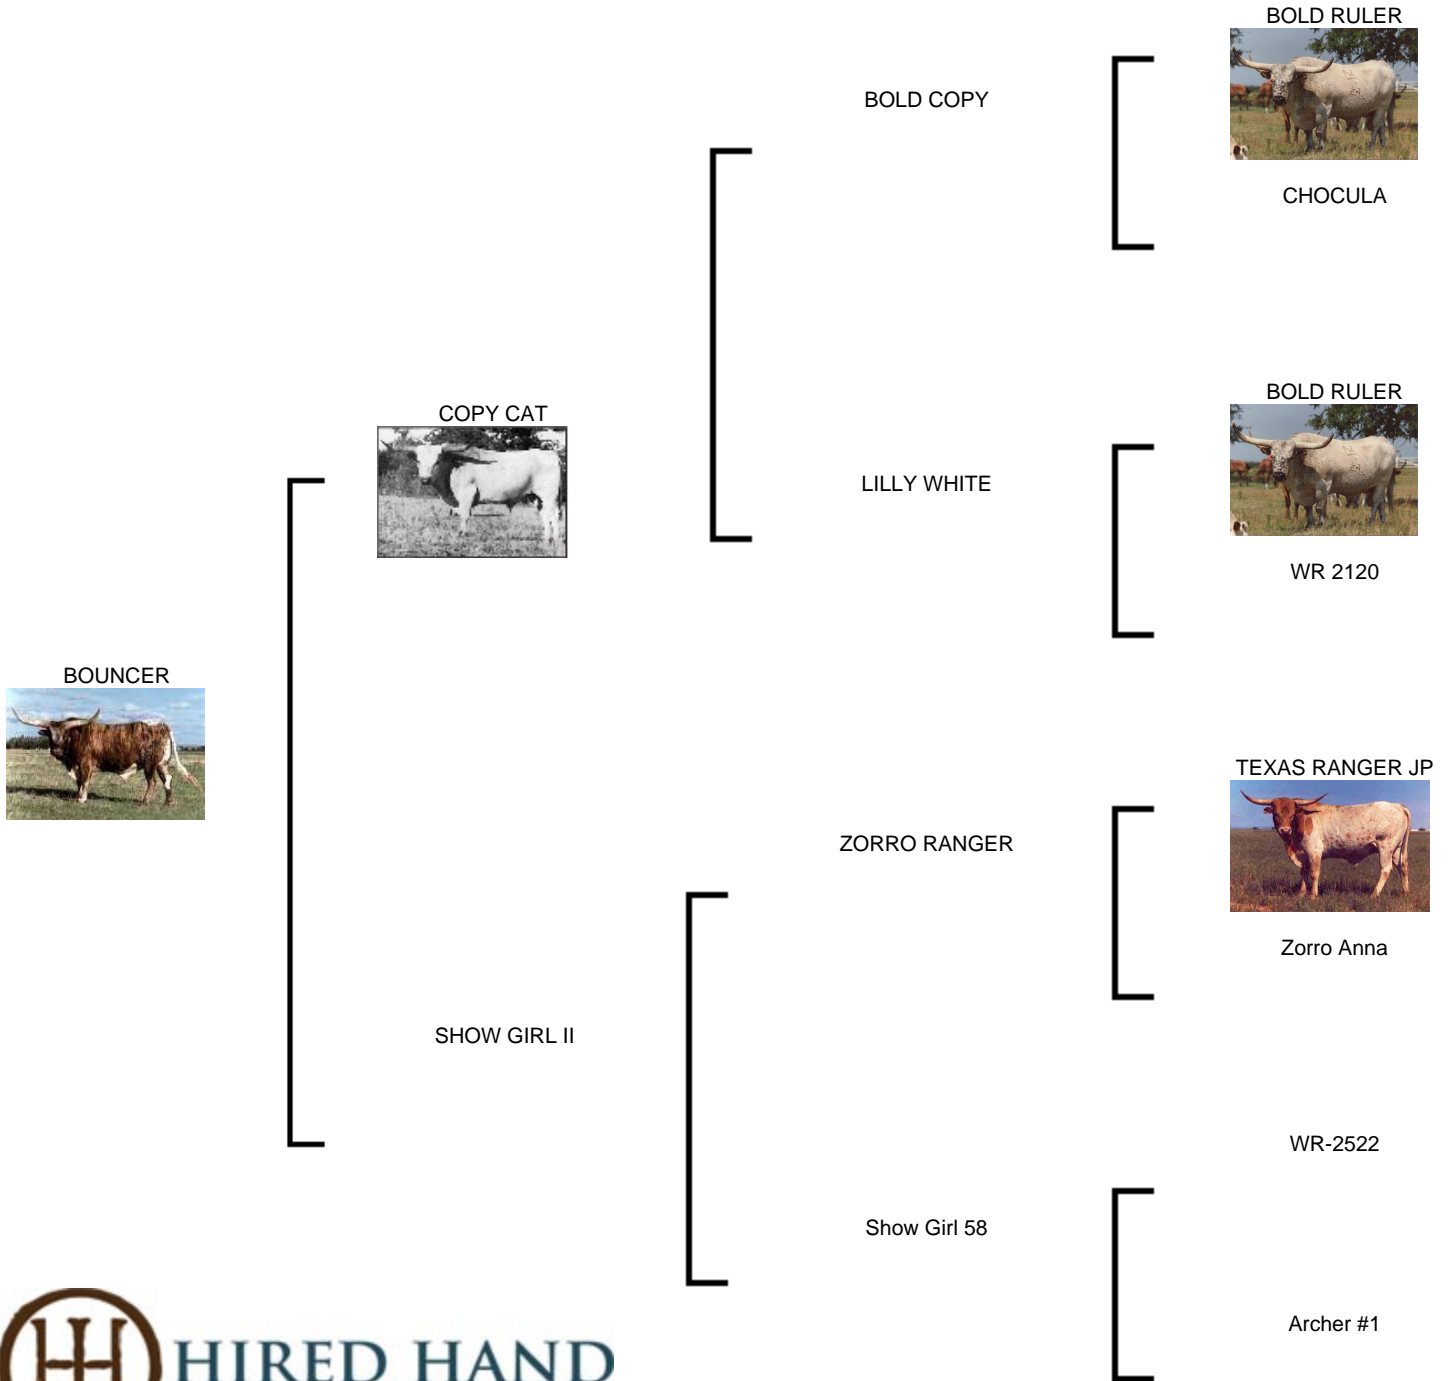 BOLD RULER
BOLD COPY
CHOCULA
BOLD RULER
COPY CAT
LILLY WHITE
WR 2120
BOUNCER
TEXAS RANGER JP
ZORRO RANGER
Zorro Anna
SHOW GIRL II
WR-2522
Show Girl 58
Archer #1
HIRED HAND